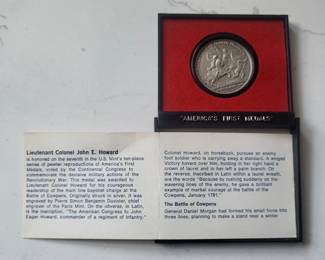 "AMERICA'S FIRST MEDALS"
Lieutenant Colonel John E. Howard
is honored on the seventh in the U.S. Mint's ten-piece
series of pewter reproductions of America's First
Medals, voted by the Continental Congress to
commemorate the decisive military actions of the
Revolutionary War. This medal was awarded to
Lieutenant Colonel Howard for his courageous
leadership of the main line bayonet charge at the
Battle of Cowpens. Originally struck in silver, it was
engraved by Pierre Simon Benjamin Duvivier, chief
engraver of the Paris Mint. On the obverse, in Latin,
is the inscription, "The American Congress to John
Eager Howard, commander of a regiment of infantry."
Colonel Howard, on horseback, pursues an enemy
foot soldier who is carrying away a standard. A winged
Victory hovers over him, holding in her right hand a
crown of laurel and in her left a palm branch. On
the reverse, inscribed in Latin within a laurel wreath,
are the words "Because by rushing suddenly on the
wavering lines of the enemy, he gave a brilliant
example of martial courage at the battle of the
Cowpens, January 1781."
The Battle of Cowpens
General Daniel Morgan had formed his small force into
three lines, planning to make a stand near a white